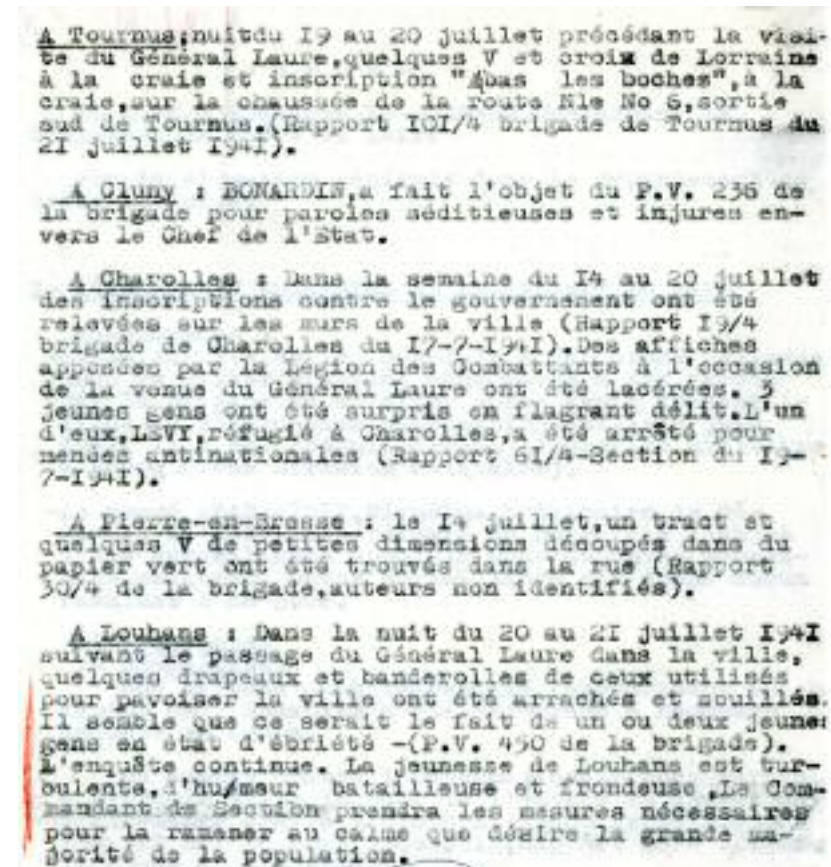 A Tournus:nuitdu I9 au 20 juillet précédant la visi-
te du Général Laure,quelques V et croix de Lorraine
à la craie et inscription "Abas les boches",à la
craie,sur la chaussée de la route Nle No 6,sortie
sud de Tournus.(Rapport IOI/4 brigade de Tournus du
2I juillet I94I).
A Cluny : BONARDIN,a fait l'objet du P.V. 236 de
la brigade pour paroles séditieuses et injures en-
vers le Chef de l'Etat.
A Charolles : Dans la semaine du I4 au 20 juillet
des inscriptions contre le gouvernement ont été
relevées sur les murs de la ville (Rapport I9/4
brigade de Charolles du I7-7-I94I).Des affiches
apposées par la Légion des Combattants à l'occasion
de la venue du Général Laure ont été lacérées. 3
jeunes gens ont été surpris en flagrant délit.L'un
d'eux,LEVY,réfugié à Charolles,a été arrêté pour
menées antinationales (Rapport 6I/4-Section du I9-
7-I94I).
A Pierre-en-Bresse : le I4 juillet,un tract et
quelques V de petites dimensions découpés dans du
papier vert ont été trouvés dans la rue (Rapport
30/4 de la brigade,auteurs non identifiés).
A Louhans : Dans la nuit du 20 au 2I juillet I94I
suivant le passage du Général Laure dans la ville,
quelques drapeaux et banderolles de ceux utilisés
pour pavoiser la ville ont été arrachés et souillés.
Il semble que ce serait le fait de un ou deux jeunes
gens en état d'ébriété -(P.V. 450 de la brigade).
L'enquête continue. La jeunesse de Louhans est tur-
bulente,d'hu/meur batailleuse et frondeuse .Le Com-
mandant de Section prendra les mesures nécessaires
pour la ramener au calme que désire la grande ma-
jorité de la population.